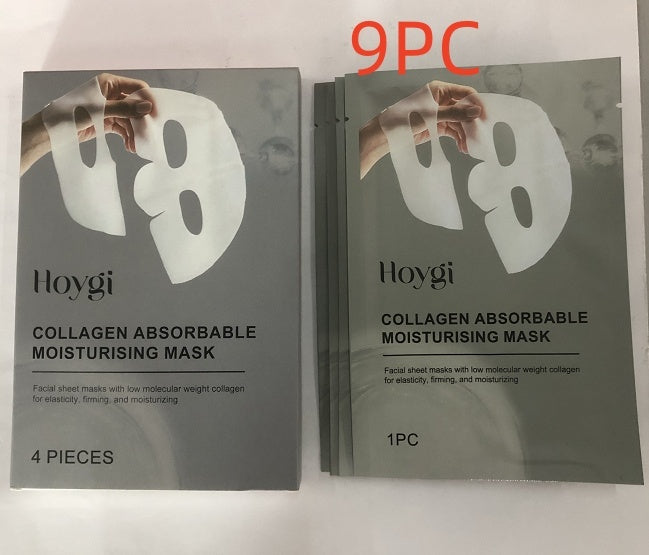 9PC
Hoygi
COLLAGEN ABSORBABLE
MOISTURISING MASK
Facial sheet masks with low molecular weight collagen
for elasticity, firming, and moisturizing
4 PIECES
Hoygi
COLLAGEN ABSORBABLE
MOISTURISING MASK
Facial sheet masks with low molecular weight collagen
for elasticity, firming, and moisturizing
1PC